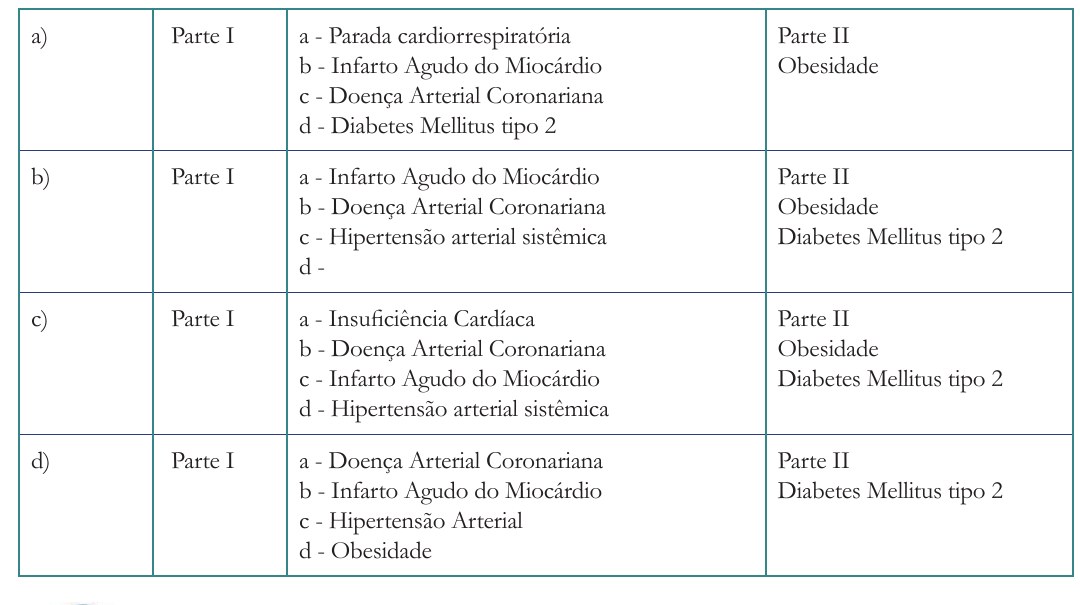 a) Parte I a - Parada cardiorrespiratória Parte II
b - Infarto Agudo do Miocárdio Obesidade
c - Doença Arterial Coronariana
d - Diabetes Mellitus tipo 2
b) Parte I a - Infarto Agudo do Miocárdio Parte II
b - Doença Arterial Coronariana Obesidade
c - Hipertensão arterial sistêmica Diabetes Mellitus tipo 2
d -
c) Parte I a - Insuficiência Cardíaca Parte II
b - Doença Arterial Coronariana Obesidade
c - Infarto Agudo do Miocárdio Diabetes Mellitus tipo 2
d - Hipertensão arterial sistêmica
d) Parte I a - Doença Arterial Coronariana Parte II
b - Infarto Agudo do Miocárdio Diabetes Mellitus tipo 2
c - Hipertensão Arterial
d - Obesidade